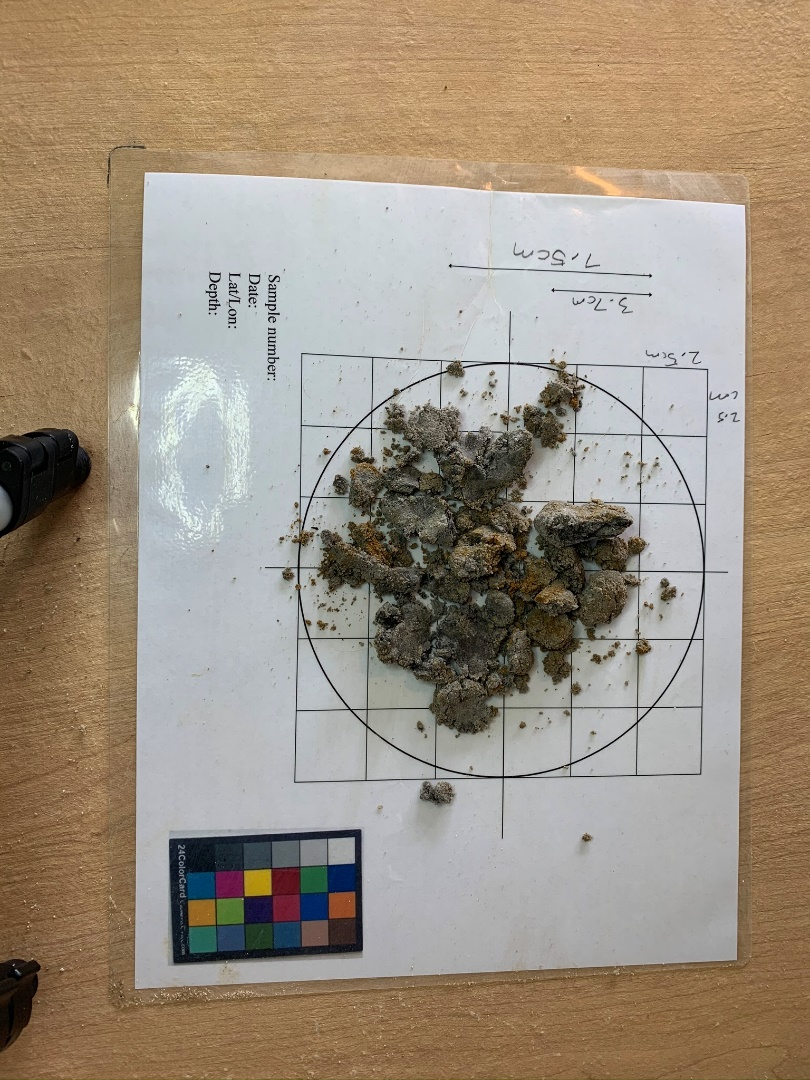 Sample number:
Date:
Lat/Lon:
Depth:
7.5cm
3.7cm
2.5cm
2.5
cm
24ColorCard